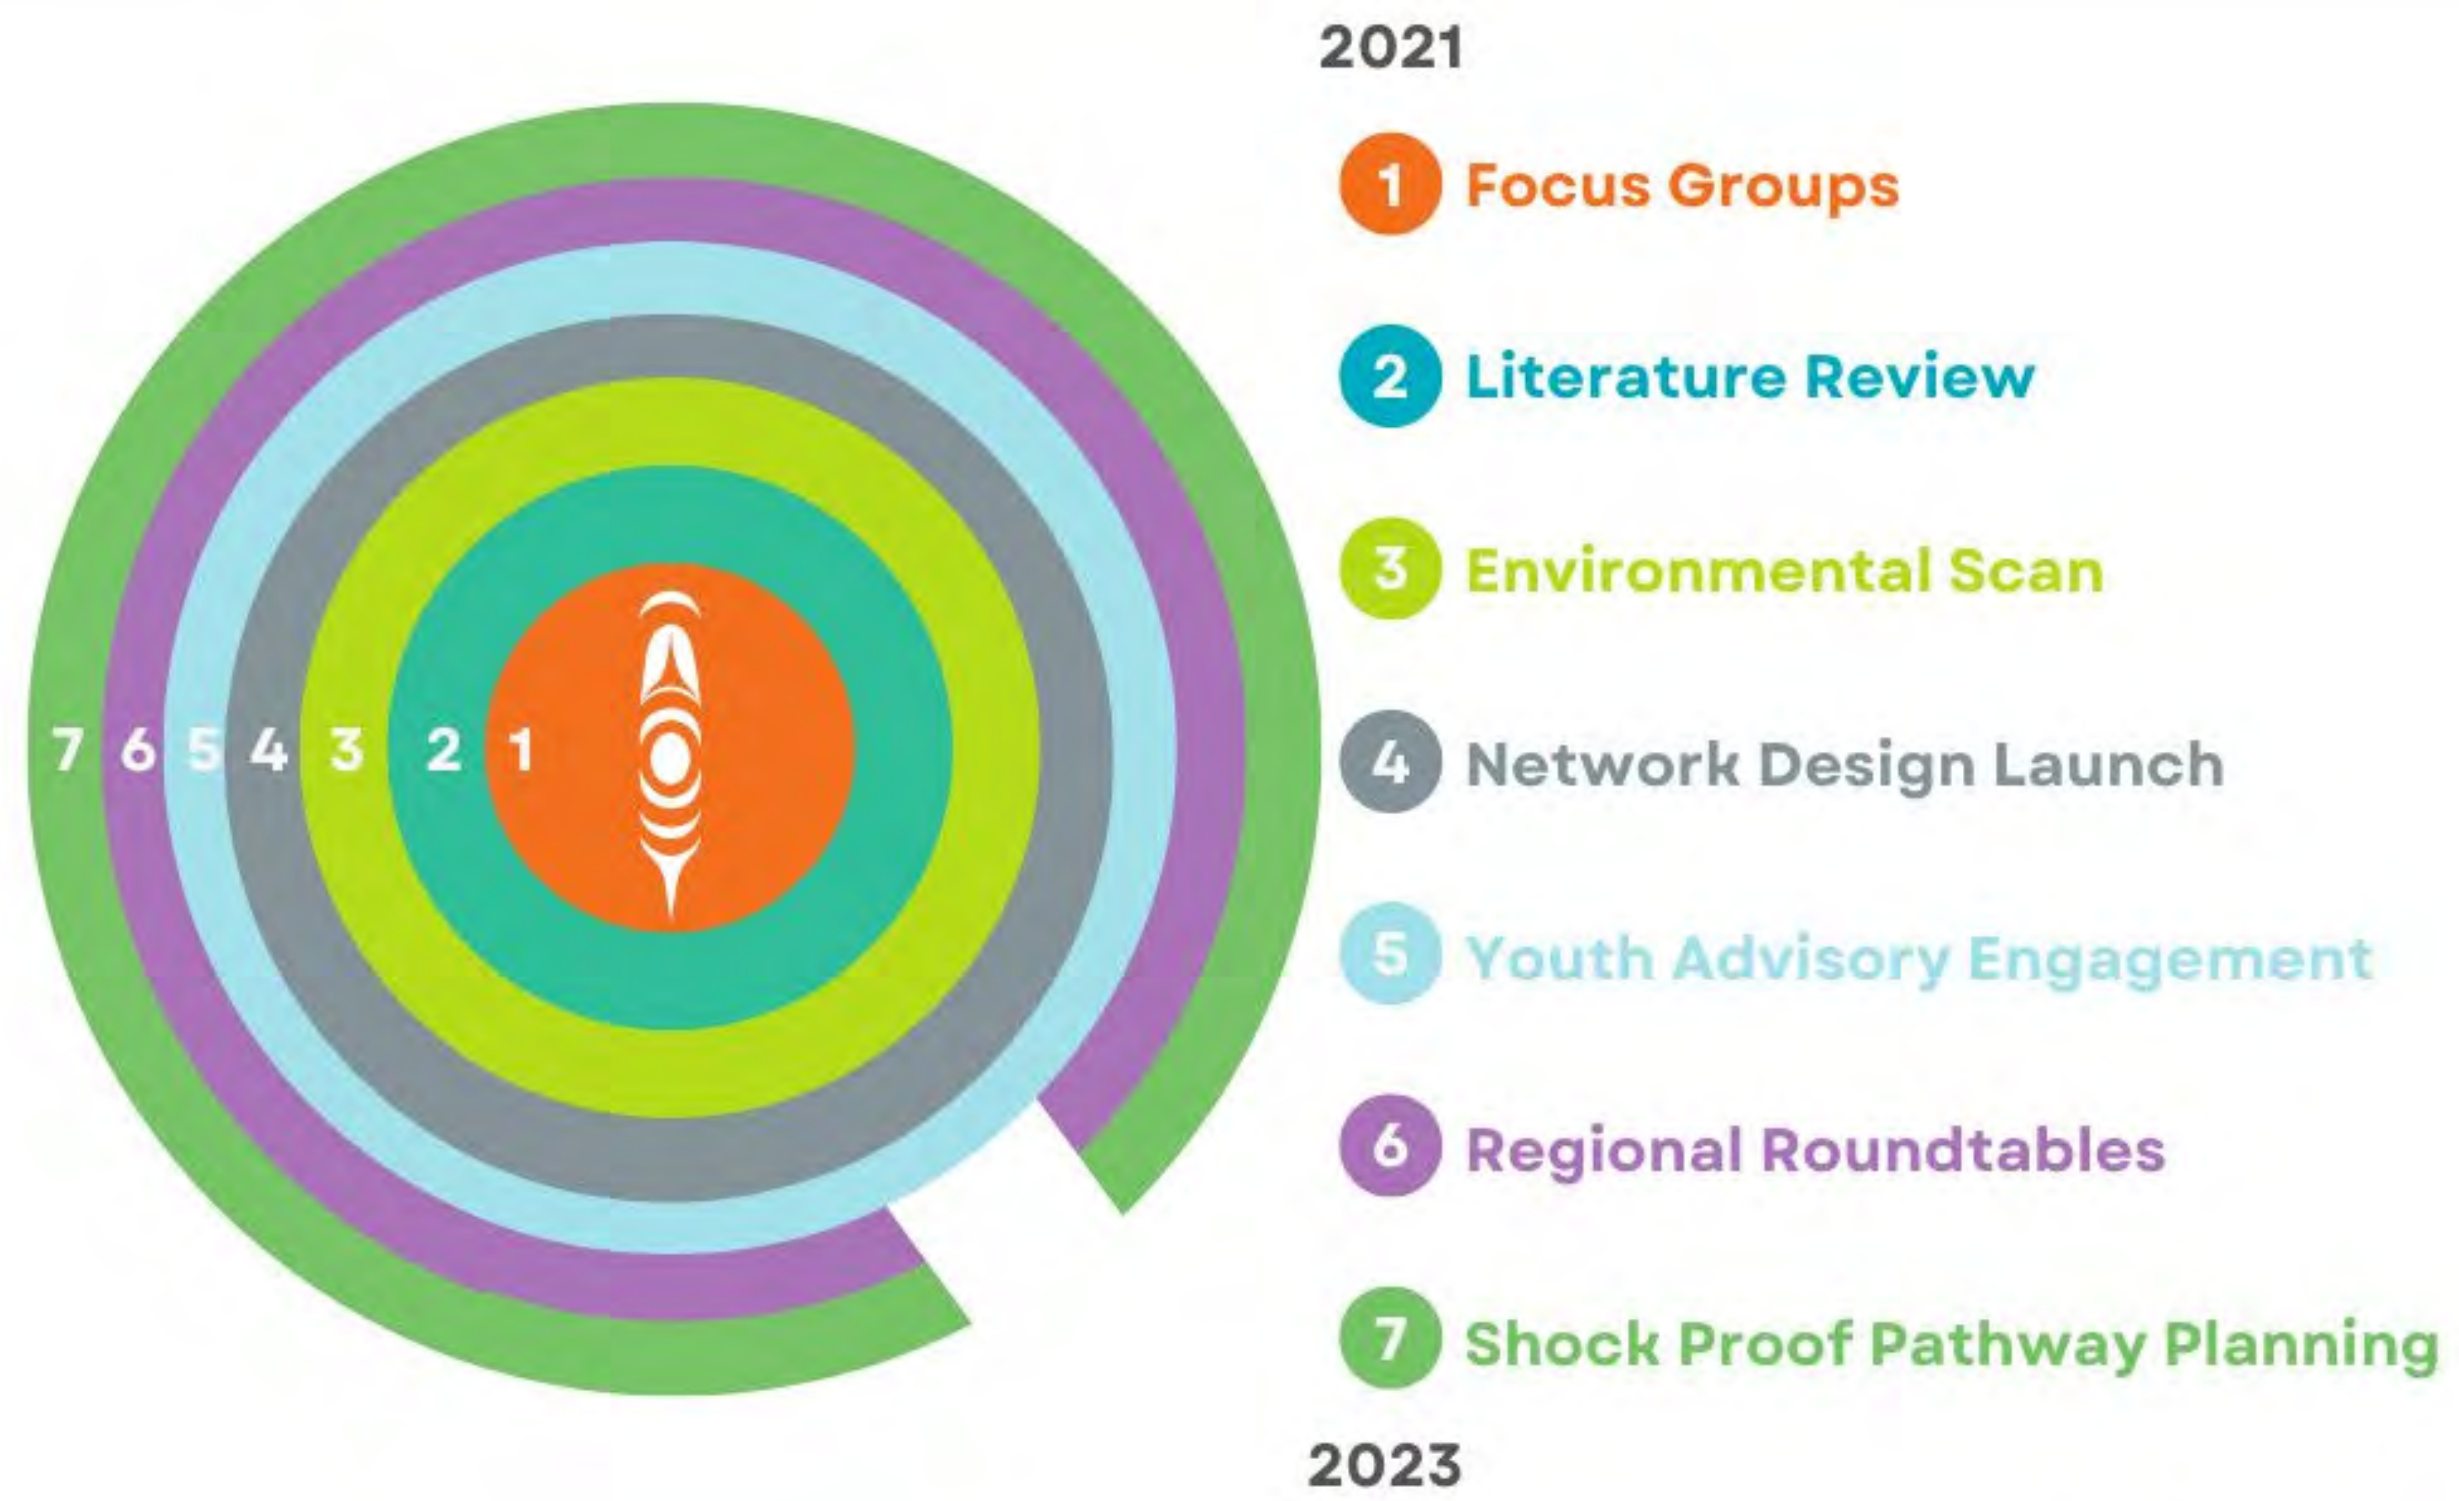 2021
7 6 5 4 3 2 1
1 Focus Groups
2 Literature Review
3 Environmental Scan
4 Network Design Launch
5 Youth Advisory Engagement
6 Regional Roundtables
7 Shock Proof Pathway Planning
2023